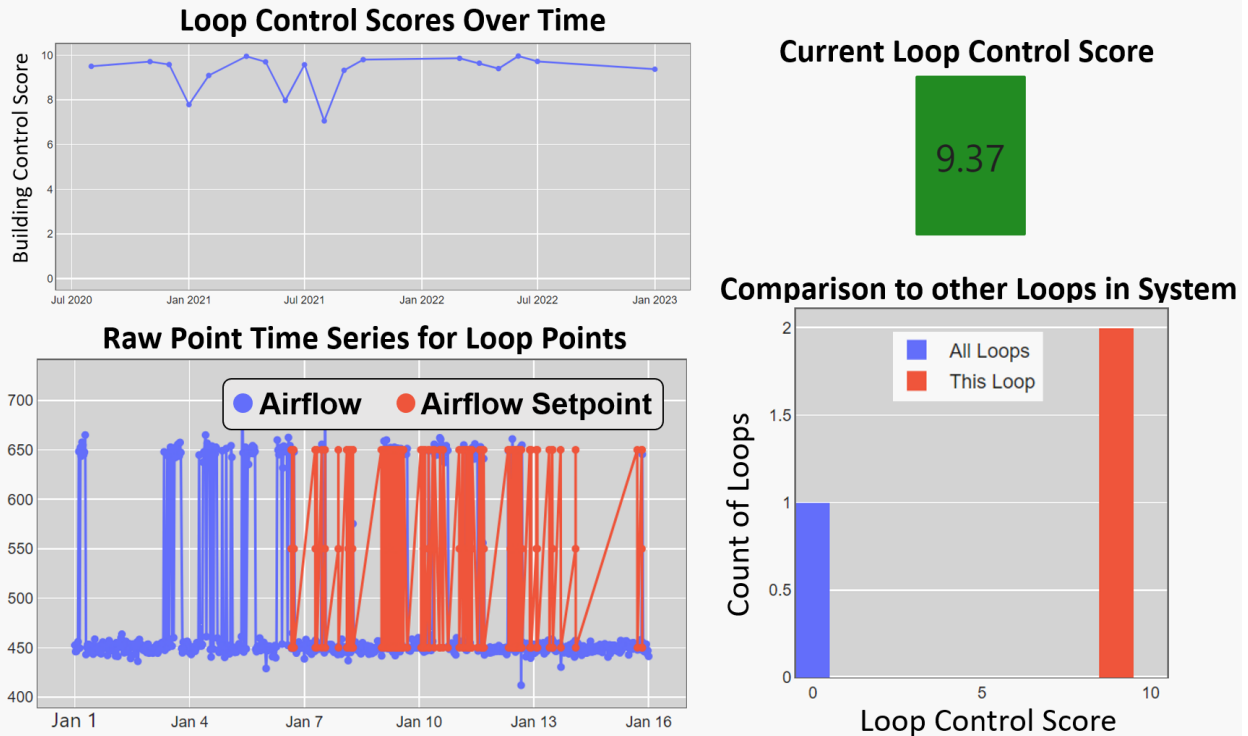 Loop Control Scores Over Time
Building Control Score
10
8
6
4
2
0
Jul 2020 Jan 2021 Jul 2021 Jan 2022 Jul 2022 Jan 2023
Current Loop Control Score
9.37
Raw Point Time Series for Loop Points
Airflow Airflow Setpoint
700
650
600
550
500
450
400
Jan 1 Jan 4 Jan 7 Jan 10 Jan 13 Jan 16
Comparison to other Loops in System
All Loops
This Loop
Count of Loops
2
1.5
1
0.5
0
0 5 10
Loop Control Score